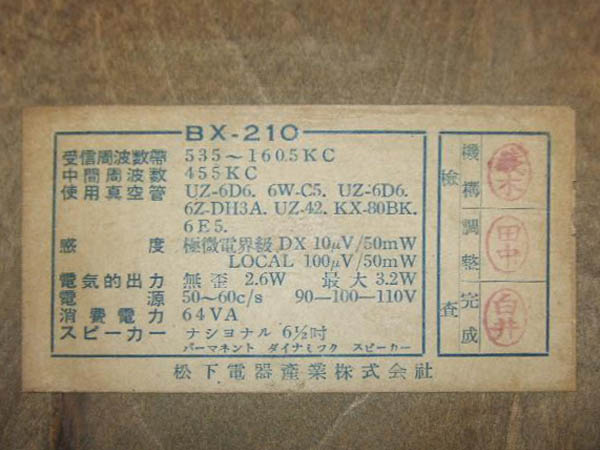 BX-210
受信周波数帶 535～1605KC
中間周波数 455KC
使用真空管 UZ-6D6. 6W-C5. UZ-6D6.
6Z-DH3A. UZ-42. KX-80BK.
6E5.
感度 極微電界級 DX 10μV/50mW
LOCAL 100μV/50mW
電気的出力 無歪 2.6W 最大 3.2W
電源 50～60c/s 90—100—110V
消費電力 64VA
スピーカー ナショナル 6½吋
パーマネント ダイナミック スピーカー
松下電器産業株式会社
検査
機構
調整 田中
完成 白井